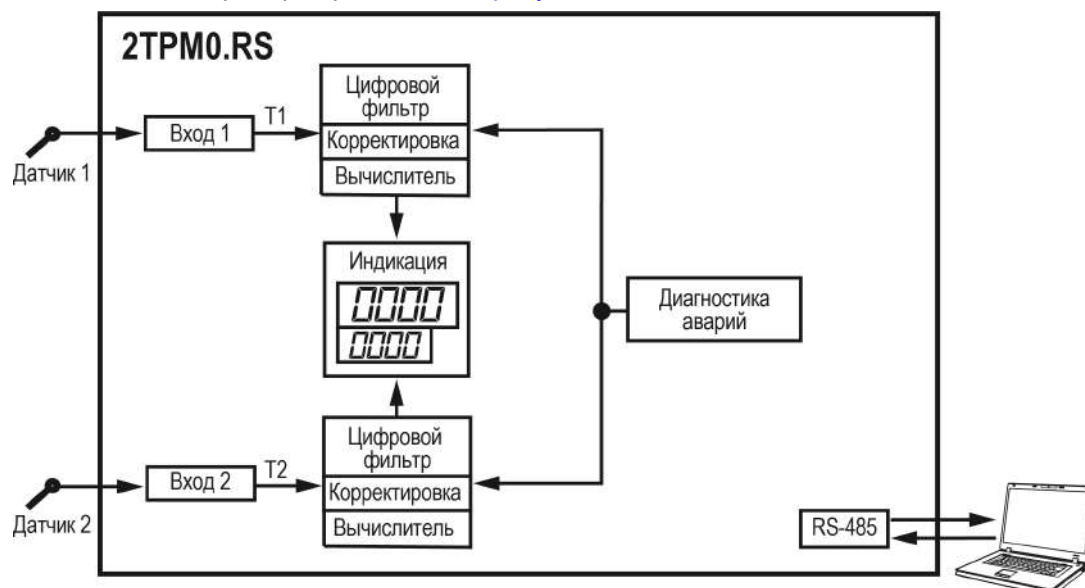 2ТРМ0.RS
Цифровой
фильтр
Вход 1
T1
Корректировка
Датчик 1
Вычислитель
Индикация
0000
0000
Диагностика
аварий
Цифровой
фильтр
Вход 2
T2
Корректировка
Датчик 2
Вычислитель
RS-485